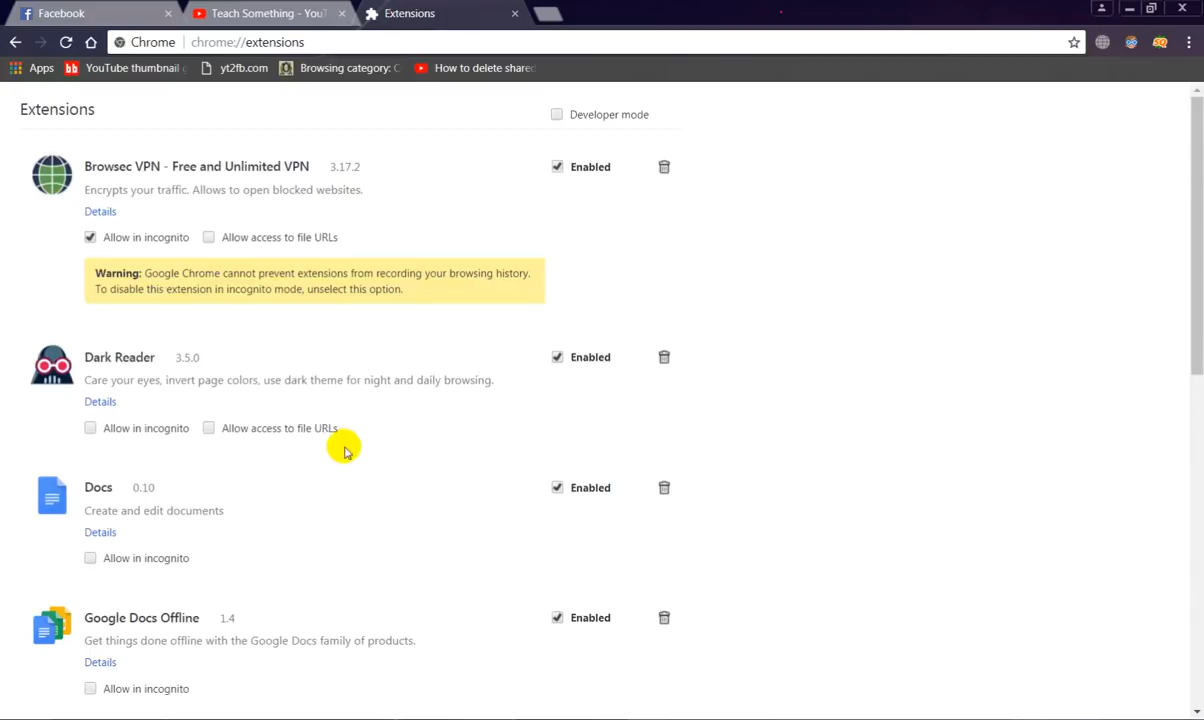 Facebook
Teach Something - YouT
Extensions
Chrome chrome://extensions
Apps
bb YouTube thumbnail g
yt2fb.com
Browsing category: C
How to delete shared
SQ
Extensions
Developer mode
Browsec VPN - Free and Unlimited VPN 3.17.2
Enabled
Encrypts your traffic. Allows to open blocked websites.
Details
Allow in incognito Allow access to file URLs
Warning: Google Chrome cannot prevent extensions from recording your browsing history.
To disable this extension in incognito mode, unselect this option.
Dark Reader 3.5.0
Enabled
Care your eyes, invert page colors, use dark theme for night and daily browsing.
Details
Allow in incognito Allow access to file URLs
Docs 0.10
Enabled
Create and edit documents
Details
Allow in incognito
Google Docs Offline 1.4
Enabled
Get things done offline with the Google Docs family of products.
Details
Allow in incognito